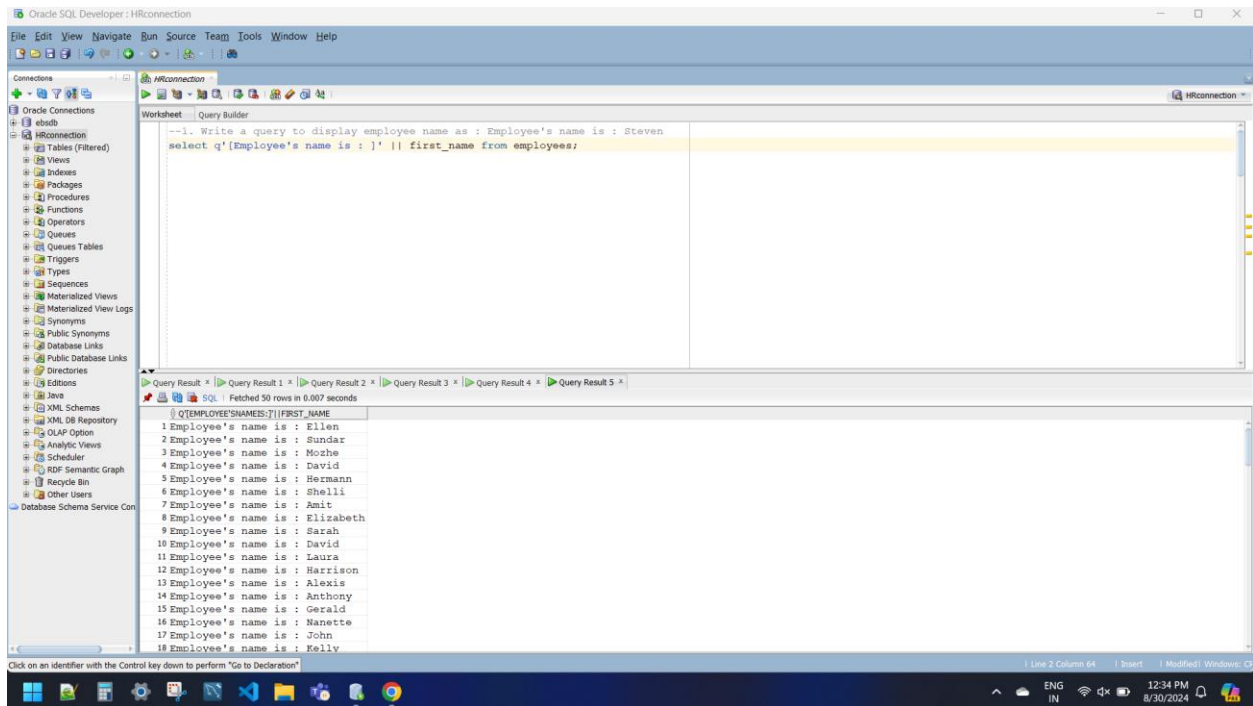 Oracle SQL Developer : HRconnection
File Edit View Navigate Run Source Team Tools Window Help
Connections
HRconnection
HRconnection
Oracle Connections
ebsdb
HRconnection
Tables (Filtered)
Views
Indexes
Packages
Procedures
Functions
Operators
Queues
Queues Tables
Triggers
Types
Sequences
Materialized Views
Materialized View Logs
Synonyms
Public Synonyms
Database Links
Public Database Links
Directories
Editions
Java
XML Schemas
XML DB Repository
OLAP Option
Analytic Views
Scheduler
RDF Semantic Graph
Recycle Bin
Other Users
Database Schema Service Con
Worksheet Query Builder
--1. Write a query to display employee name as : Employee's name is : Steven
select q'[Employee's name is : ]' || first_name from employees;
Query Result x Query Result 1 x Query Result 2 x Query Result 3 x Query Result 4 x Query Result 5 x
SQL | Fetched 50 rows in 0.007 seconds
Q'[EMPLOYEE'SNAMEIS:]'||FIRST_NAME
1 Employee's name is : Ellen
2 Employee's name is : Sundar
3 Employee's name is : Mozhe
4 Employee's name is : David
5 Employee's name is : Hermann
6 Employee's name is : Shelli
7 Employee's name is : Amit
8 Employee's name is : Elizabeth
9 Employee's name is : Sarah
10 Employee's name is : David
11 Employee's name is : Laura
12 Employee's name is : Harrison
13 Employee's name is : Alexis
14 Employee's name is : Anthony
15 Employee's name is : Gerald
16 Employee's name is : Nanette
17 Employee's name is : John
18 Employee's name is : Kelly
Click on an identifier with the Control key down to perform "Go to Declaration"
| Line 2 Column 64 | Insert | Modified| Windows: C
ENG
IN
12:34 PM
8/30/2024